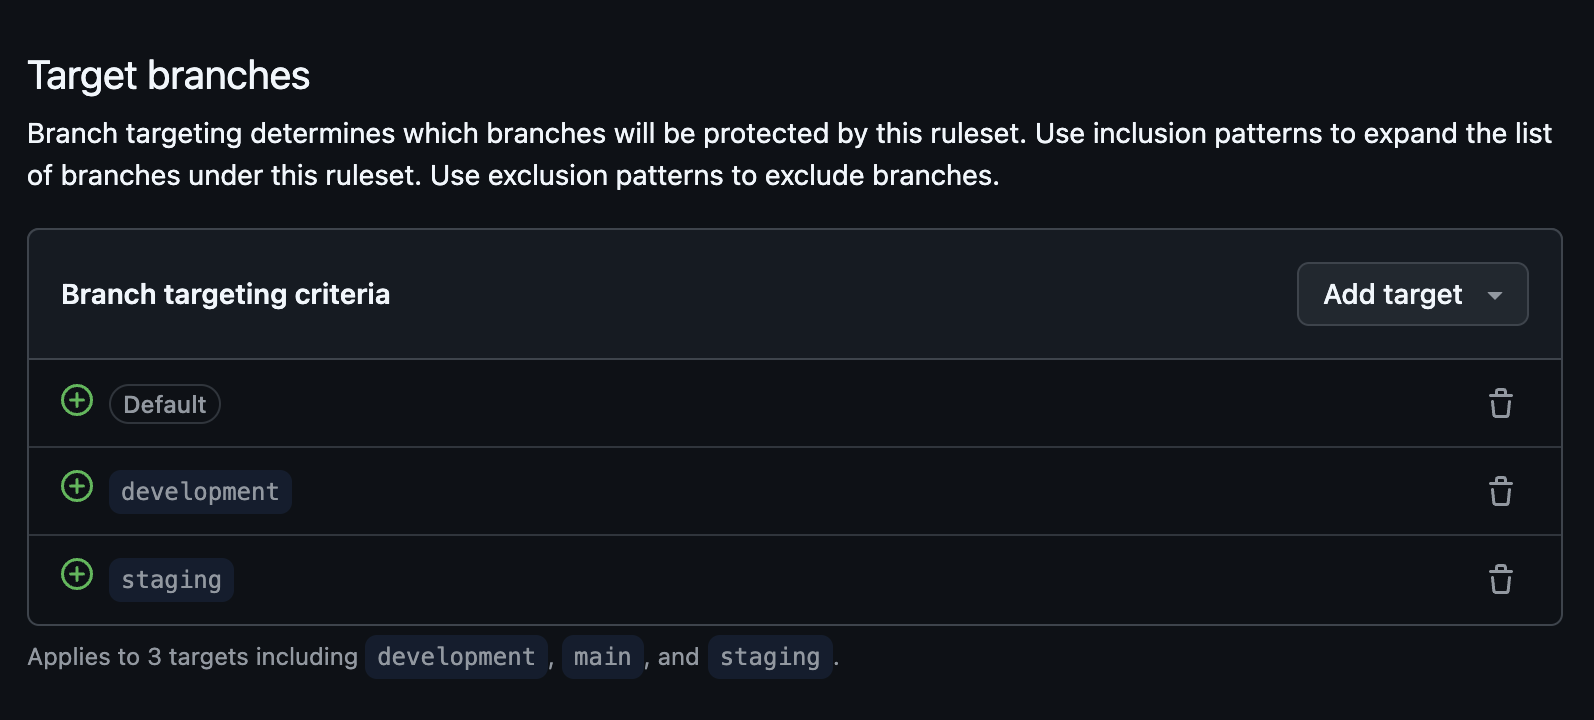 Target branches
Branch targeting determines which branches will be protected by this ruleset. Use inclusion patterns to expand the list
of branches under this ruleset. Use exclusion patterns to exclude branches.
Branch targeting criteria
Add target
Default
development
staging
Applies to 3 targets including development, main, and staging.